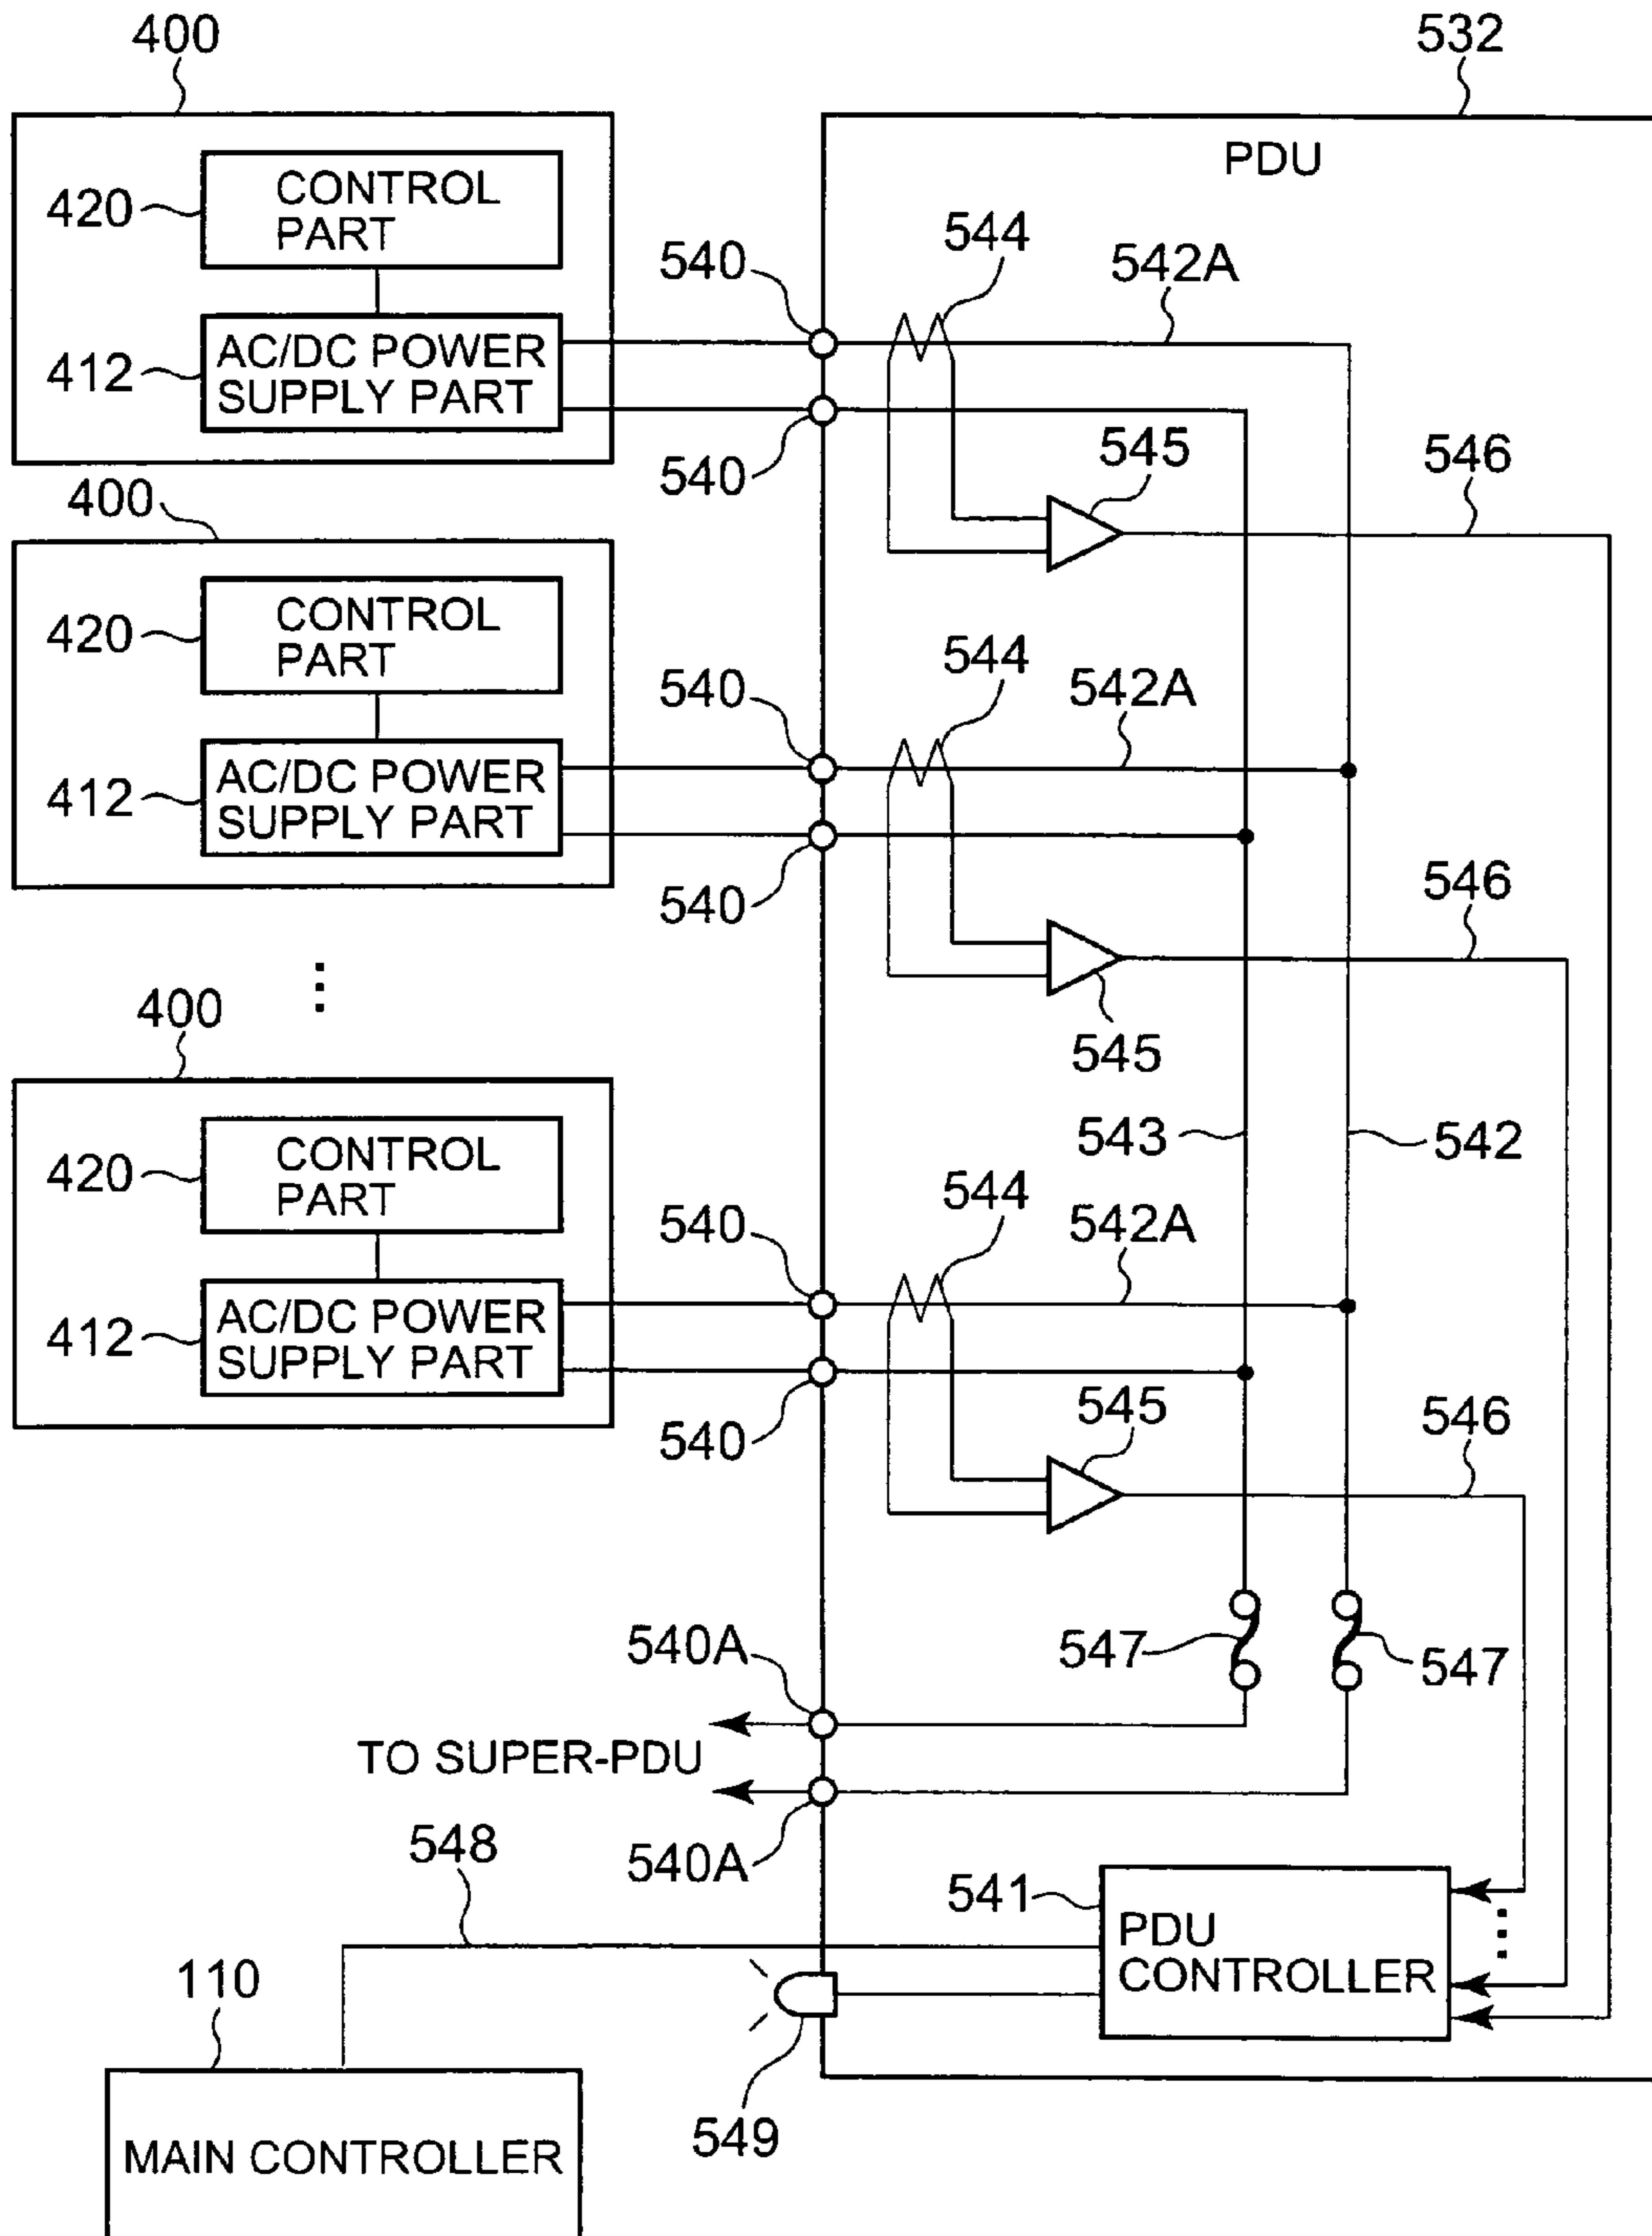 400
532
PDU
420
CONTROL
PART
544
540
542A
412
AC/DC POWER
SUPPLY PART
540
545
546
400
420
CONTROL
PART
544
540
542A
412
AC/DC POWER
SUPPLY PART
540
546
545
400
420
CONTROL
PART
543
542
544
540
542A
412
AC/DC POWER
SUPPLY PART
540
545
546
540A
547
547
TO SUPER-PDU
540A
548
541
PDU
CONTROLLER
110
549
MAIN CONTROLLER